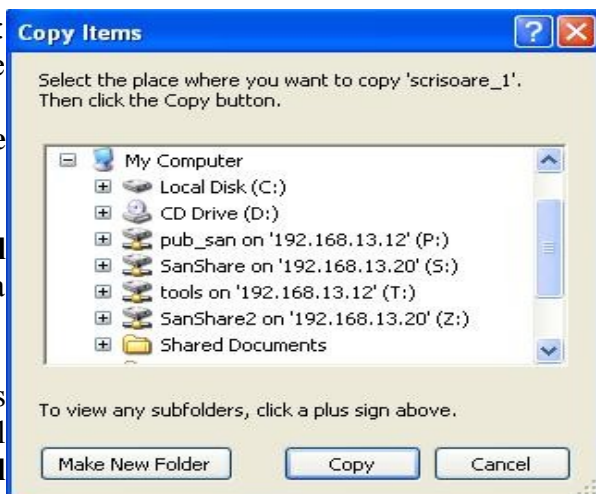 Copy Items
Select the place where you want to copy 'scrisoare_1'.
Then click the Copy button.
My Computer
Local Disk (C:)
CD Drive (D:)
pub_san on '192.168.13.12' (P:)
SanShare on '192.168.13.20' (S:)
tools on '192.168.13.12' (T:)
SanShare2 on '192.168.13.20' (Z:)
Shared Documents
To view any subfolders, click a plus sign above.
Make New Folder
Copy
Cancel